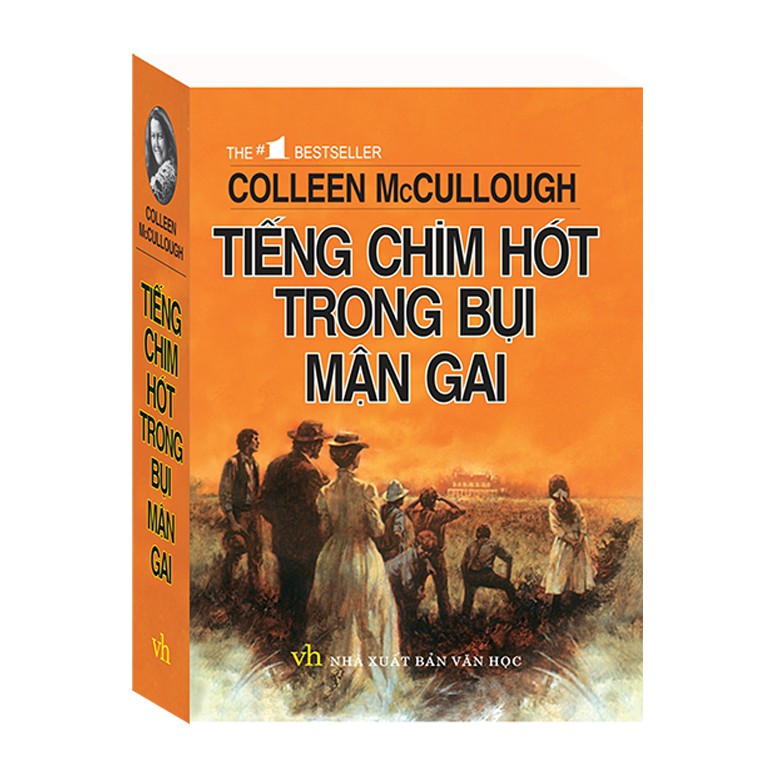 THE #1 BESTSELLER
COLLEEN McCULLOUGH
TIẾNG CHIM HÓT
TRONG BỤI
MẬN GAI
vh NHÀ XUẤT BẢN VĂN HỌC
COLLEEN
McCULLOUGH
TIẾNG
CHIM
HÓT
TRONG
BỤI
MẬN
GAI
vh